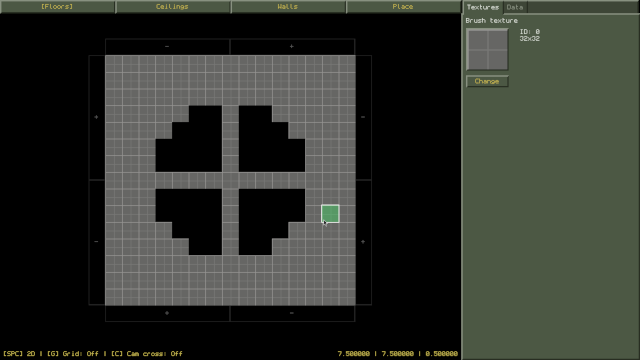 [Floors] Ceilings Walls Place
Textures Data
Brush texture
ID: 0
32x32
Change
- +
+ -
- +
+ -
[SPC] 2D | [G] Grid: Off | [C] Cam cross: Off
7.500000 | 7.500000 | 0.500000